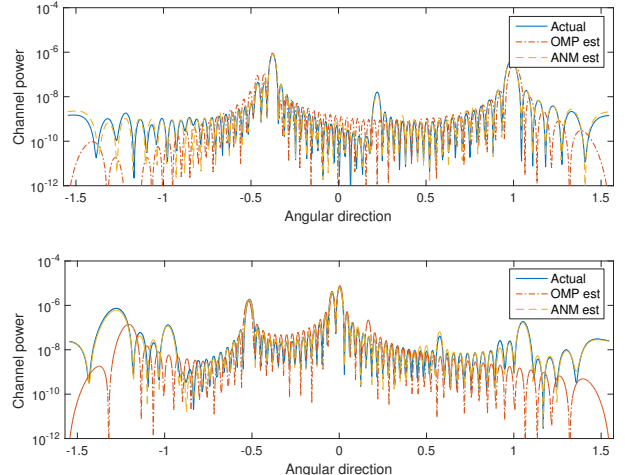 10^-4
10^-6
10^-8
10^-10
10^-12
Channel power
-1.5 -1 -0.5 0 0.5 1 1.5
Angular direction
Actual
OMP est
ANM est
10^-4
10^-6
10^-8
10^-10
10^-12
Channel power
-1.5 -1 -0.5 0 0.5 1 1.5
Angular direction
Actual
OMP est
ANM est